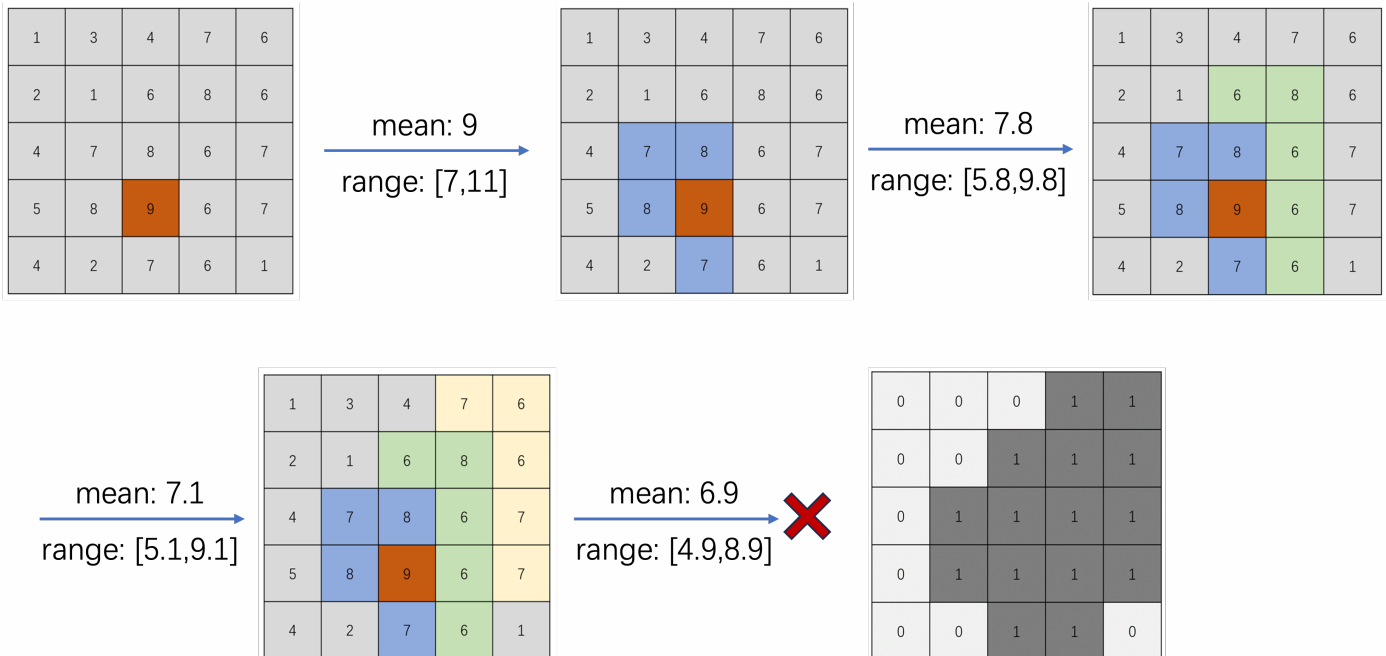 1 3 4 7 6
2 1 6 8 6
4 7 8 6 7
5 8 9 6 7
4 2 7 6 1
mean: 9
range: [7,11]
1 3 4 7 6
2 1 6 8 6
4 7 8 6 7
5 8 9 6 7
4 2 7 6 1
mean: 7.8
range: [5.8,9.8]
1 3 4 7 6
2 1 6 8 6
4 7 8 6 7
5 8 9 6 7
4 2 7 6 1
mean: 7.1
range: [5.1,9.1]
1 3 4 7 6
2 1 6 8 6
4 7 8 6 7
5 8 9 6 7
4 2 7 6 1
mean: 6.9
range: [4.9,8.9]
0 0 0 1 1
0 0 1 1 1
0 1 1 1 1
0 1 1 1 1
0 0 1 1 0